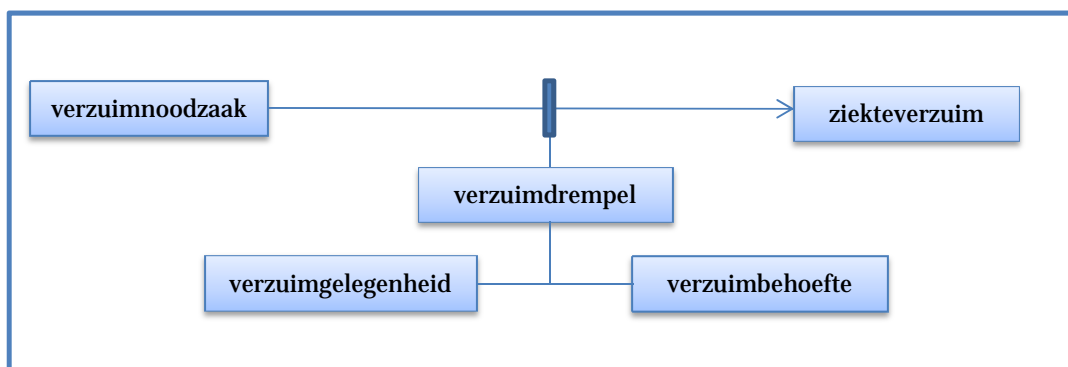 verzuimnoodzaak
ziekteverzuim
verzuimdrempel
verzuimgelegenheid
verzuimbehoefte